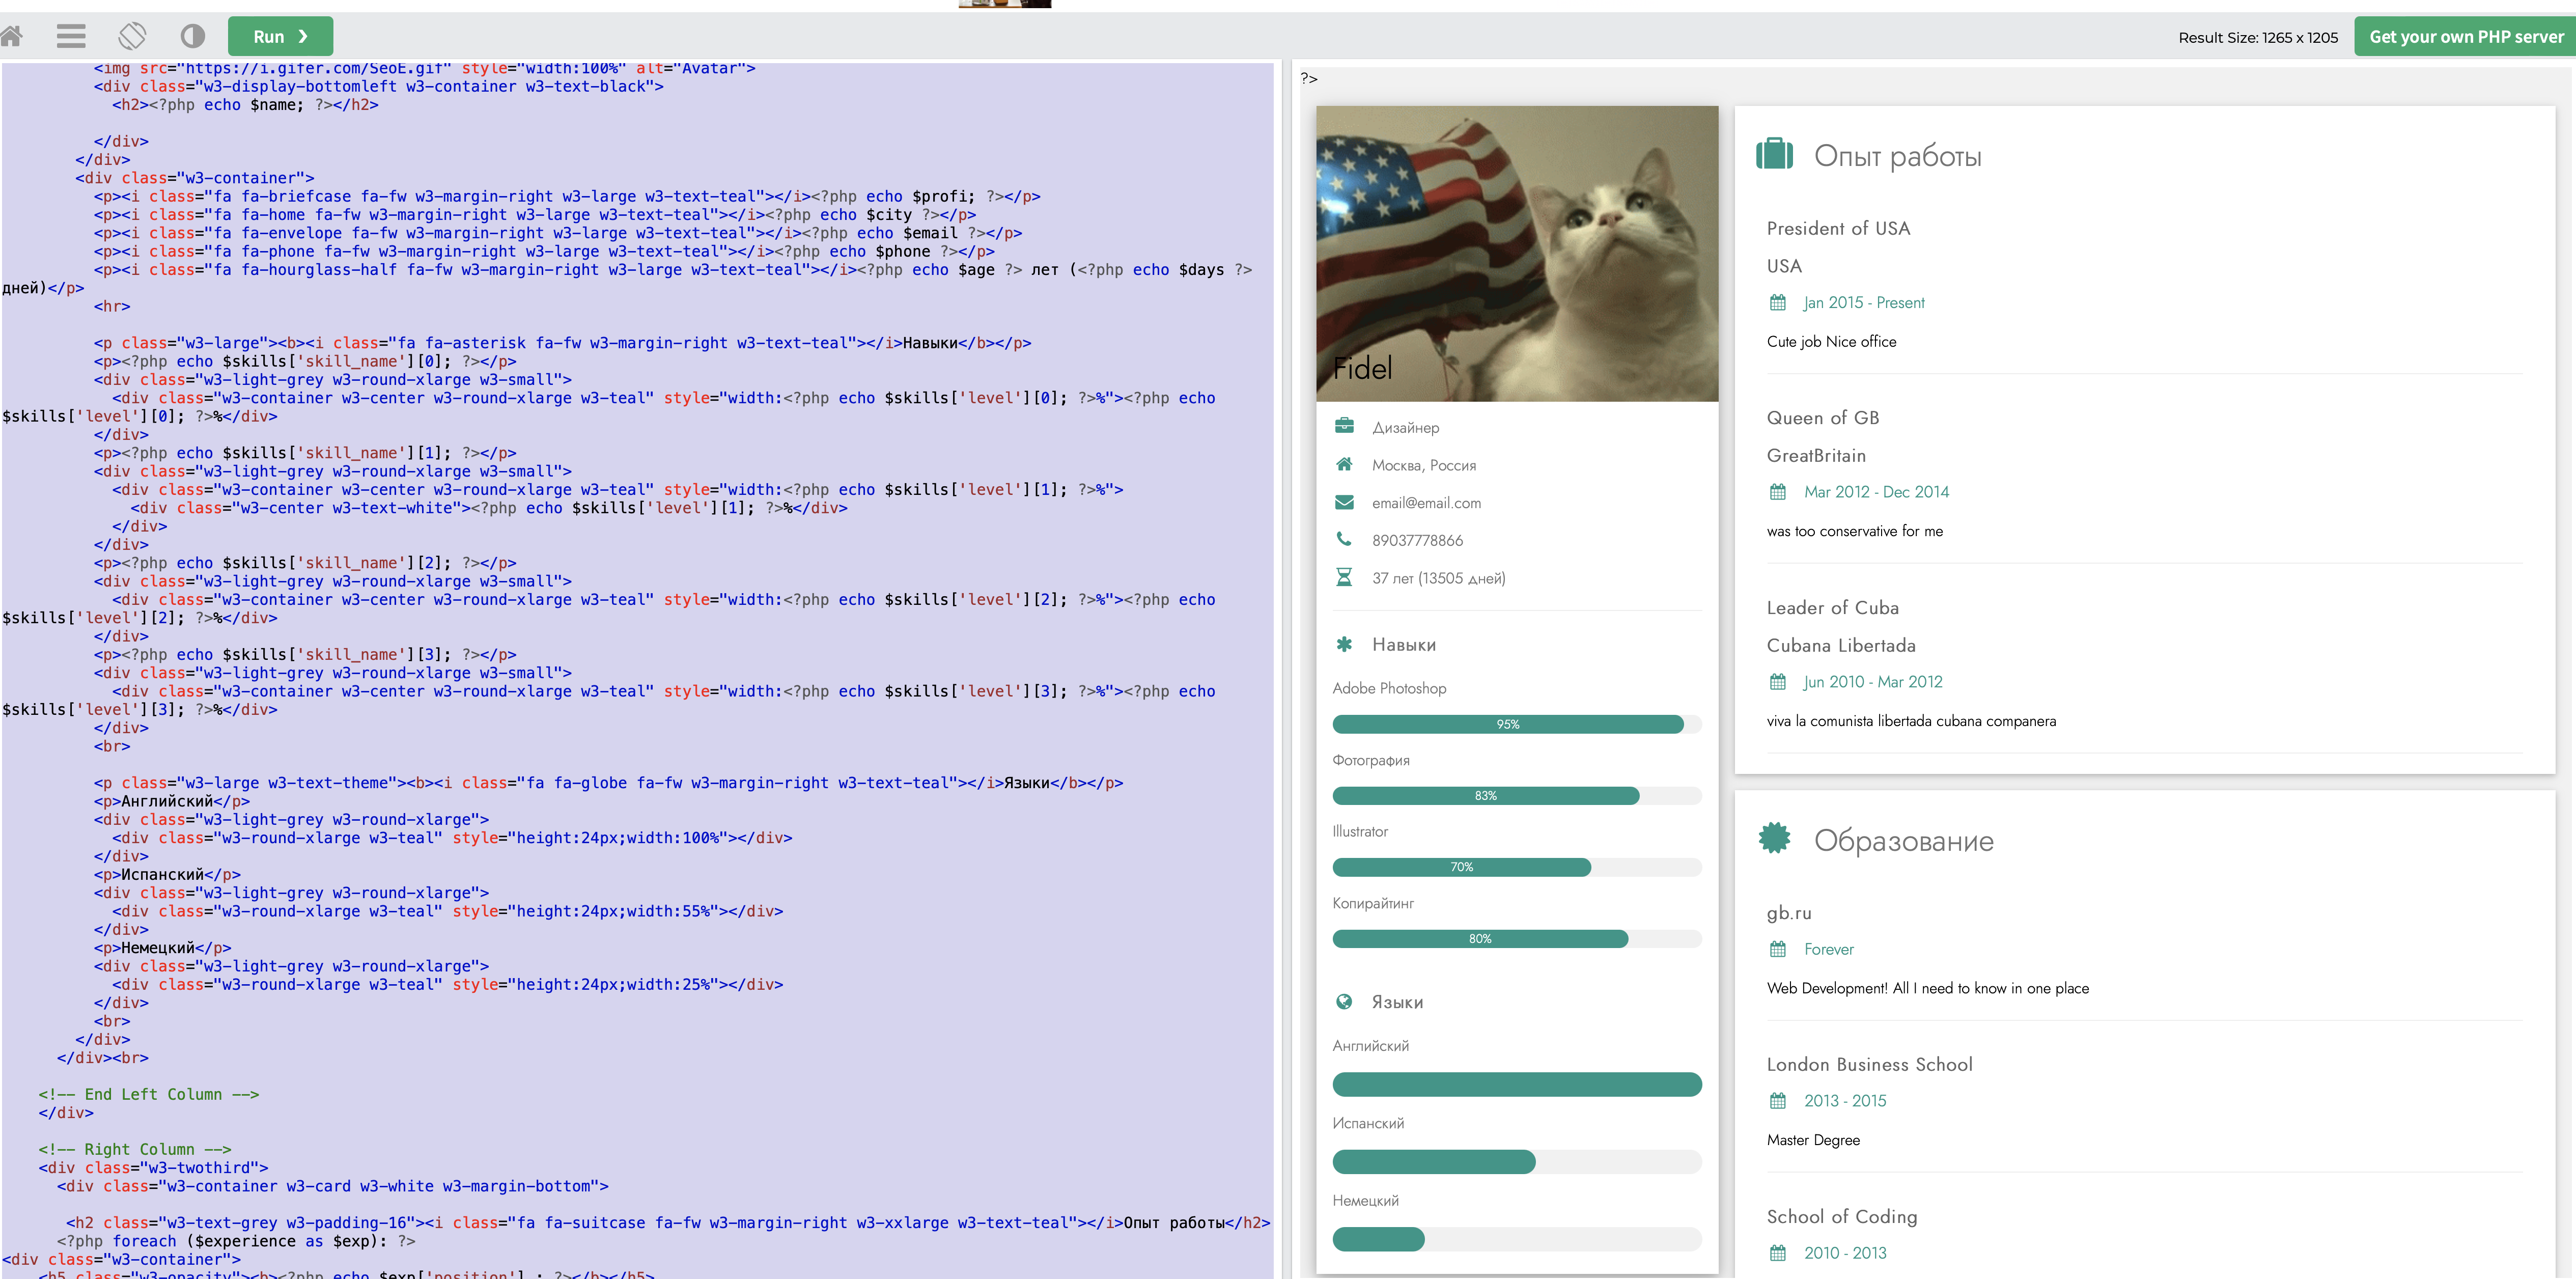 Run ❯
Result Size: 1265 x 1205
Get your own PHP server
<img src="https://i.gifer.com/SeoE.gif" style="width:100%" alt="Avatar">
<div class="w3-display-bottomleft w3-container w3-text-black">
<h2><?php echo $name; ?></h2>
</div>
</div>
<div class="w3-container">
<p><i class="fa fa-briefcase fa-fw w3-margin-right w3-large w3-text-teal"></i><?php echo $profi; ?></p>
<p><i class="fa fa-home fa-fw w3-margin-right w3-large w3-text-teal"></i><?php echo $city ?></p>
<p><i class="fa fa-envelope fa-fw w3-margin-right w3-large w3-text-teal"></i><?php echo $email ?></p>
<p><i class="fa fa-phone fa-fw w3-margin-right w3-large w3-text-teal"></i><?php echo $phone ?></p>
<p><i class="fa fa-hourglass-half fa-fw w3-margin-right w3-large w3-text-teal"></i><?php echo $age ?> лет (<?php echo $days ?>
дней)</p>
<hr>
<p class="w3-large"><b><i class="fa fa-asterisk fa-fw w3-margin-right w3-text-teal"></i>Навыки</b></p>
<p><?php echo $skills['skill_name'][0]; ?></p>
<div class="w3-light-grey w3-round-xlarge w3-small">
<div class="w3-container w3-center w3-round-xlarge w3-teal" style="width:<?php echo $skills['level'][0]; ?>%"><?php echo
$skills['level'][0]; ?>%</div>
</div>
<p><?php echo $skills['skill_name'][1]; ?></p>
<div class="w3-light-grey w3-round-xlarge w3-small">
<div class="w3-container w3-center w3-round-xlarge w3-teal" style="width:<?php echo $skills['level'][1]; ?>%">
<div class="w3-center w3-text-white"><?php echo $skills['level'][1]; ?>%</div>
</div>
</div>
<p><?php echo $skills['skill_name'][2]; ?></p>
<div class="w3-light-grey w3-round-xlarge w3-small">
<div class="w3-container w3-center w3-round-xlarge w3-teal" style="width:<?php echo $skills['level'][2]; ?>%"><?php echo
$skills['level'][2]; ?>%</div>
</div>
<p><?php echo $skills['skill_name'][3]; ?></p>
<div class="w3-light-grey w3-round-xlarge w3-small">
<div class="w3-container w3-center w3-round-xlarge w3-teal" style="width:<?php echo $skills['level'][3]; ?>%"><?php echo
$skills['level'][3]; ?>%</div>
</div>
<br>
<p class="w3-large w3-text-theme"><b><i class="fa fa-globe fa-fw w3-margin-right w3-text-teal"></i>Языки</b></p>
<p>Английский</p>
<div class="w3-light-grey w3-round-xlarge">
<div class="w3-round-xlarge w3-teal" style="height:24px;width:100%"></div>
</div>
<p>Испанский</p>
<div class="w3-light-grey w3-round-xlarge">
<div class="w3-round-xlarge w3-teal" style="height:24px;width:55%"></div>
</div>
<p>Немецкий</p>
<div class="w3-light-grey w3-round-xlarge">
<div class="w3-round-xlarge w3-teal" style="height:24px;width:25%"></div>
</div>
<br>
</div>
</div><br>
<!-- End Left Column -->
</div>
<!-- Right Column -->
<div class="w3-twothird">
<div class="w3-container w3-card w3-white w3-margin-bottom">
<h2 class="w3-text-grey w3-padding-16"><i class="fa fa-suitcase fa-fw w3-margin-right w3-xxlarge w3-text-teal"></i>Опыт работы</h2>
<?php foreach ($experience as $exp): ?>
<div class="w3-container">
<h5 class="w3-opacity"><b><?php echo $exp['position'] ; ?></b></h5>
?>
Fidel
Дизайнер
Москва, Россия
email@email.com
89037778866
37 лет (13505 дней)
Навыки
Adobe Photoshop
95%
Фотография
83%
Illustrator
70%
Копирайтинг
80%
Языки
Английский
Испанский
Немецкий
Опыт работы
President of USA
USA
Jan 2015 - Present
Cute job Nice office
Queen of GB
GreatBritain
Mar 2012 - Dec 2014
was too conservative for me
Leader of Cuba
Cubana Libertada
Jun 2010 - Mar 2012
viva la comunista libertada cubana companera
Образование
gb.ru
Forever
Web Development! All I need to know in one place
London Business School
2013 - 2015
Master Degree
School of Coding
2010 - 2013